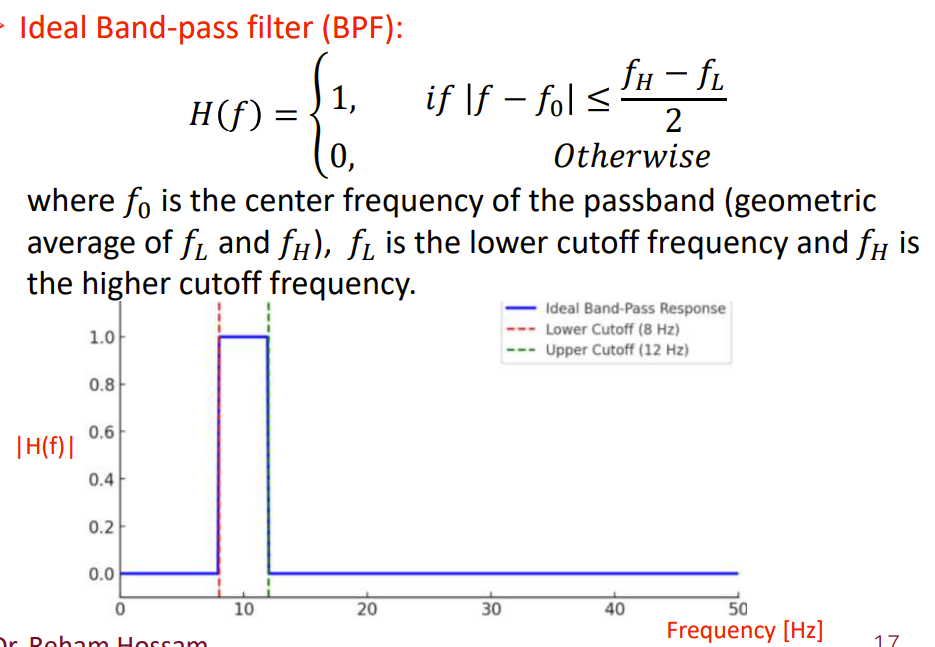 Ideal Band-pass filter (BPF):
H(f) = { 1, if |f − f₀| ≤ (f_H − f_L)/2
0, Otherwise
where f₀ is the center frequency of the passband (geometric
average of f_L and f_H), f_L is the lower cutoff frequency and f_H is
the higher cutoff frequency.
Ideal Band-Pass Response
Lower Cutoff (8 Hz)
Upper Cutoff (12 Hz)
1.0
0.8
0.6
|H(f)|
0.4
0.2
0.0
0 10 20 30 40 50
Frequency [Hz]
Dr. Reham Hossam
17